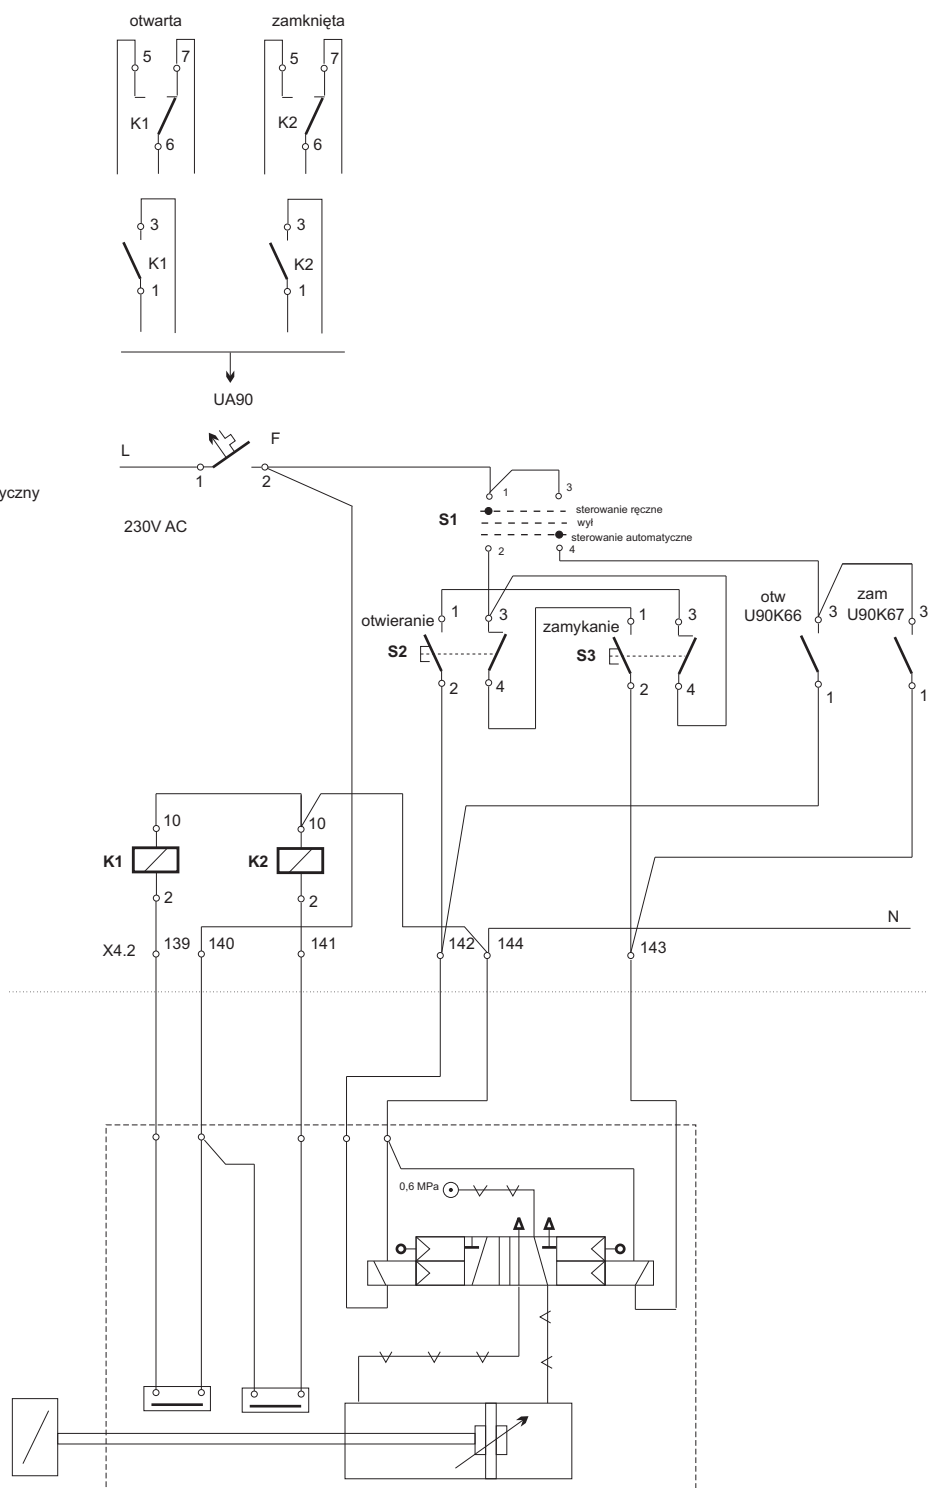 otwarta zamknięta
5 7 5 7
K1 K2
6 6
3 3
K1 K2
1 1
UA90
L F
1 2
yczny
230V AC
1 3
S1
sterowanie ręczne
wył
sterowanie automatyczne
2 4
otw zam
U90K66 3 U90K67 3
otwieranie 1 3
zamykanie 1 3
S2 S3
2 4 2 4
1 1
10 10
K1 K2
2 2
N
X4.2 139 140 141 142 144 143
0,6 MPa